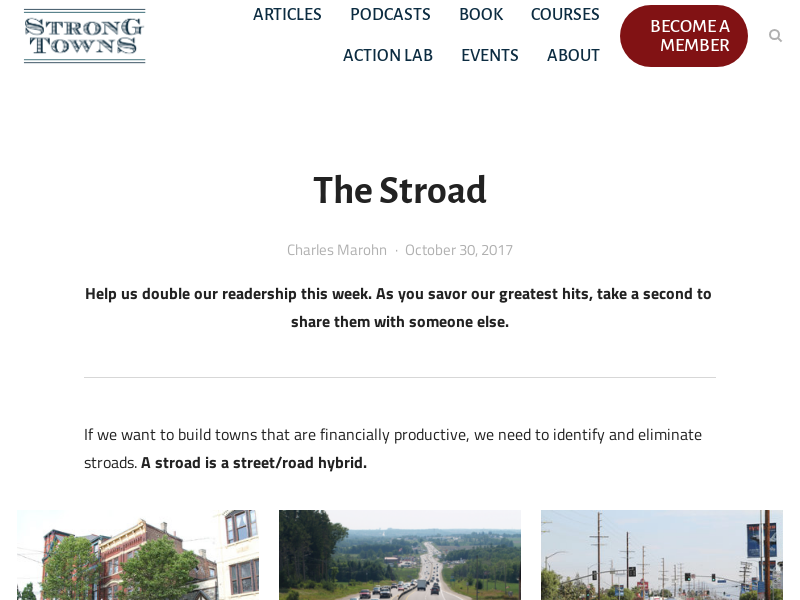 STRONG
TOWNS
ARTICLES PODCASTS BOOK COURSES
ACTION LAB EVENTS ABOUT
BECOME A
MEMBER
The Stroad
Charles Marohn · October 30, 2017
Help us double our readership this week. As you savor our greatest hits, take a second to
share them with someone else.
If we want to build towns that are financially productive, we need to identify and eliminate
stroads. A stroad is a street/road hybrid.